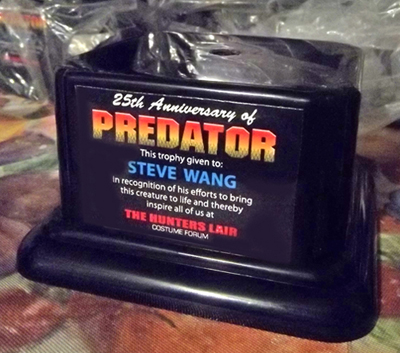 25th Anniversary of
PREDATOR
This trophy given to:
STEVE WANG
in recognition of his efforts to bring
this creature to life and thereby
inspire all of us at
THE HUNTERS LAIR
COSTUME FORUM